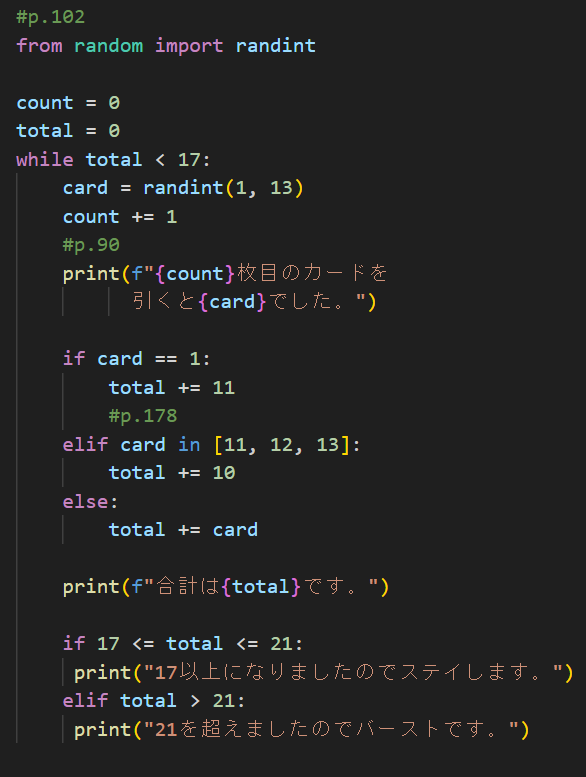 #p.102
from random import randint

count = 0
total = 0
while total < 17:
    card = randint(1, 13)
    count += 1
    #p.90
    print(f"{count}枚目のカードを
          引くと{card}でした。")

    if card == 1:
        total += 11
        #p.178
    elif card in [11, 12, 13]:
        total += 10
    else:
        total += card

    print(f"合計は{total}です。")

    if 17 <= total <= 21:
     print("17以上になりましたのでステイします。")
    elif total > 21:
     print("21を超えましたのでバーストです。")